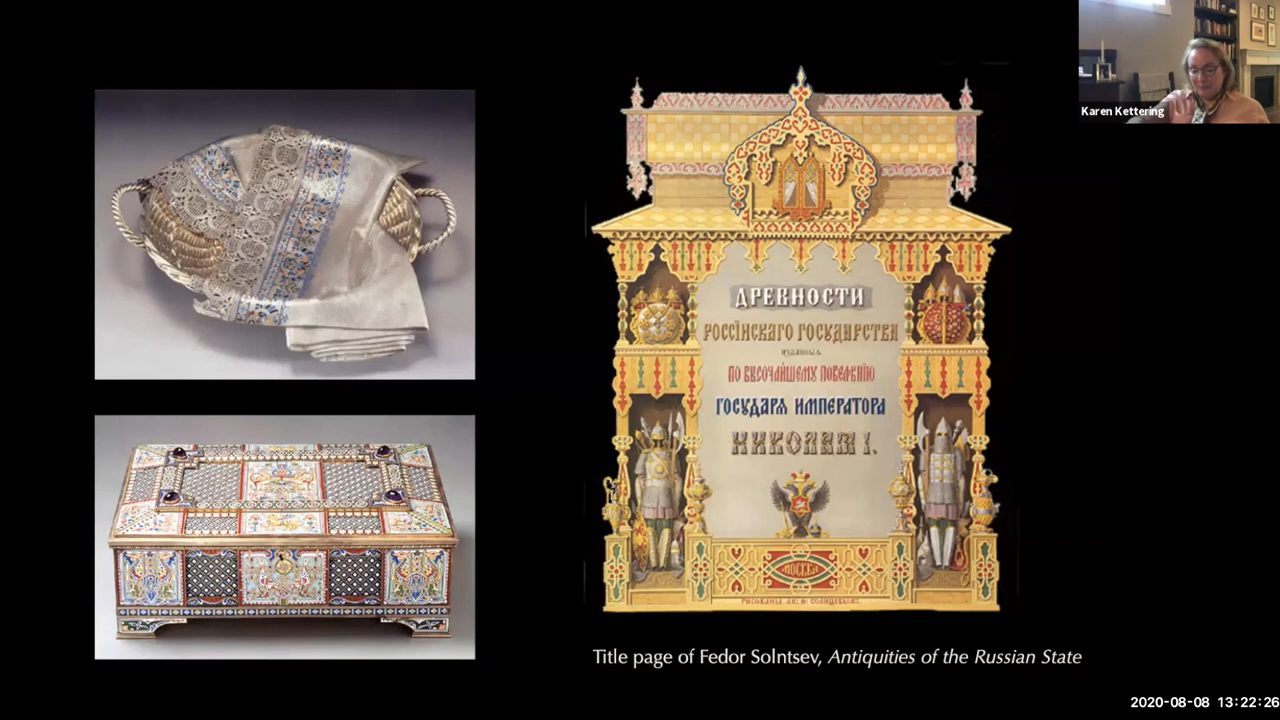 Karen Kettering
ДРЕВНОСТИ
РОССІЙСКАГО ГОСУДАРСТВА
ИЗДАННЫЯ
ПО ВЫСОЧАЙШЕМУ ПОВЕЛѢНІЮ
ГОСУДАРЯ ИМПЕРАТОРА
НИКОЛАЯ I.
МОСКВА
Title page of Fedor Solntsev, Antiquities of the Russian State
2020-08-08 13:22:26